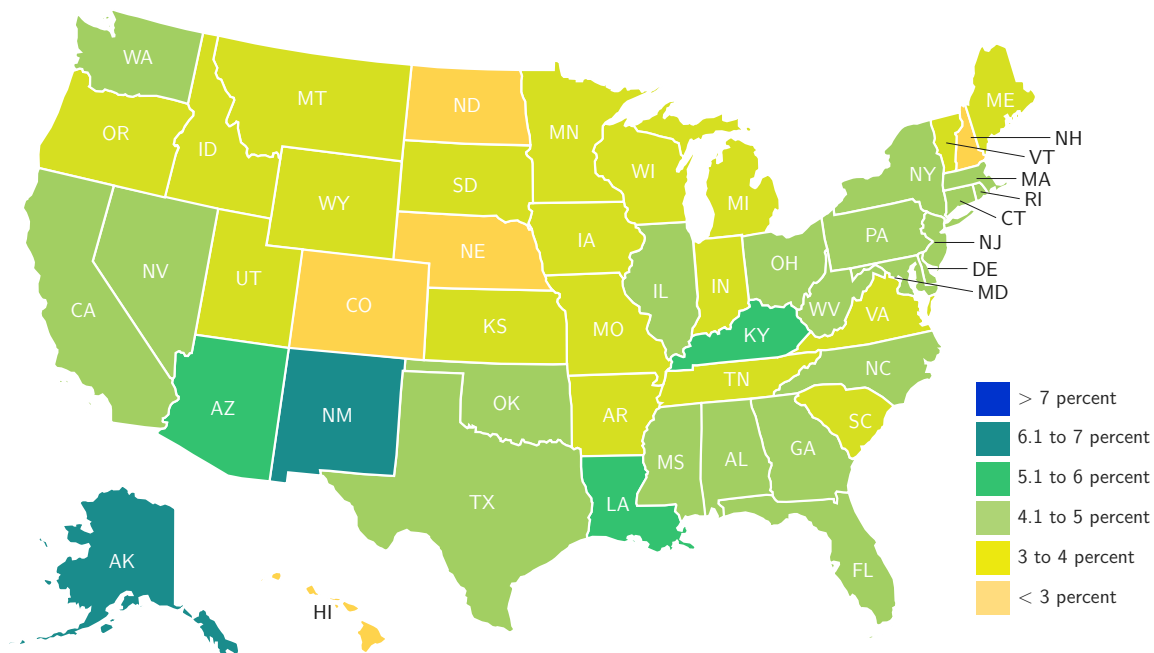 WA
MT
ND
ME
OR
MN
NH
ID
VT
WI
NY
MA
SD
RI
WY
MI
CT
PA
IA
NJ
NE
OH
DE
NV
UT
IN
IL
MD
CO
CA
WV
VA
KS
MO
KY
NC
TN
> 7 percent
OK
AZ
NM
AR
SC
6.1 to 7 percent
GA
MS
AL
5.1 to 6 percent
TX
LA
4.1 to 5 percent
AK
3 to 4 percent
FL
< 3 percent
HI